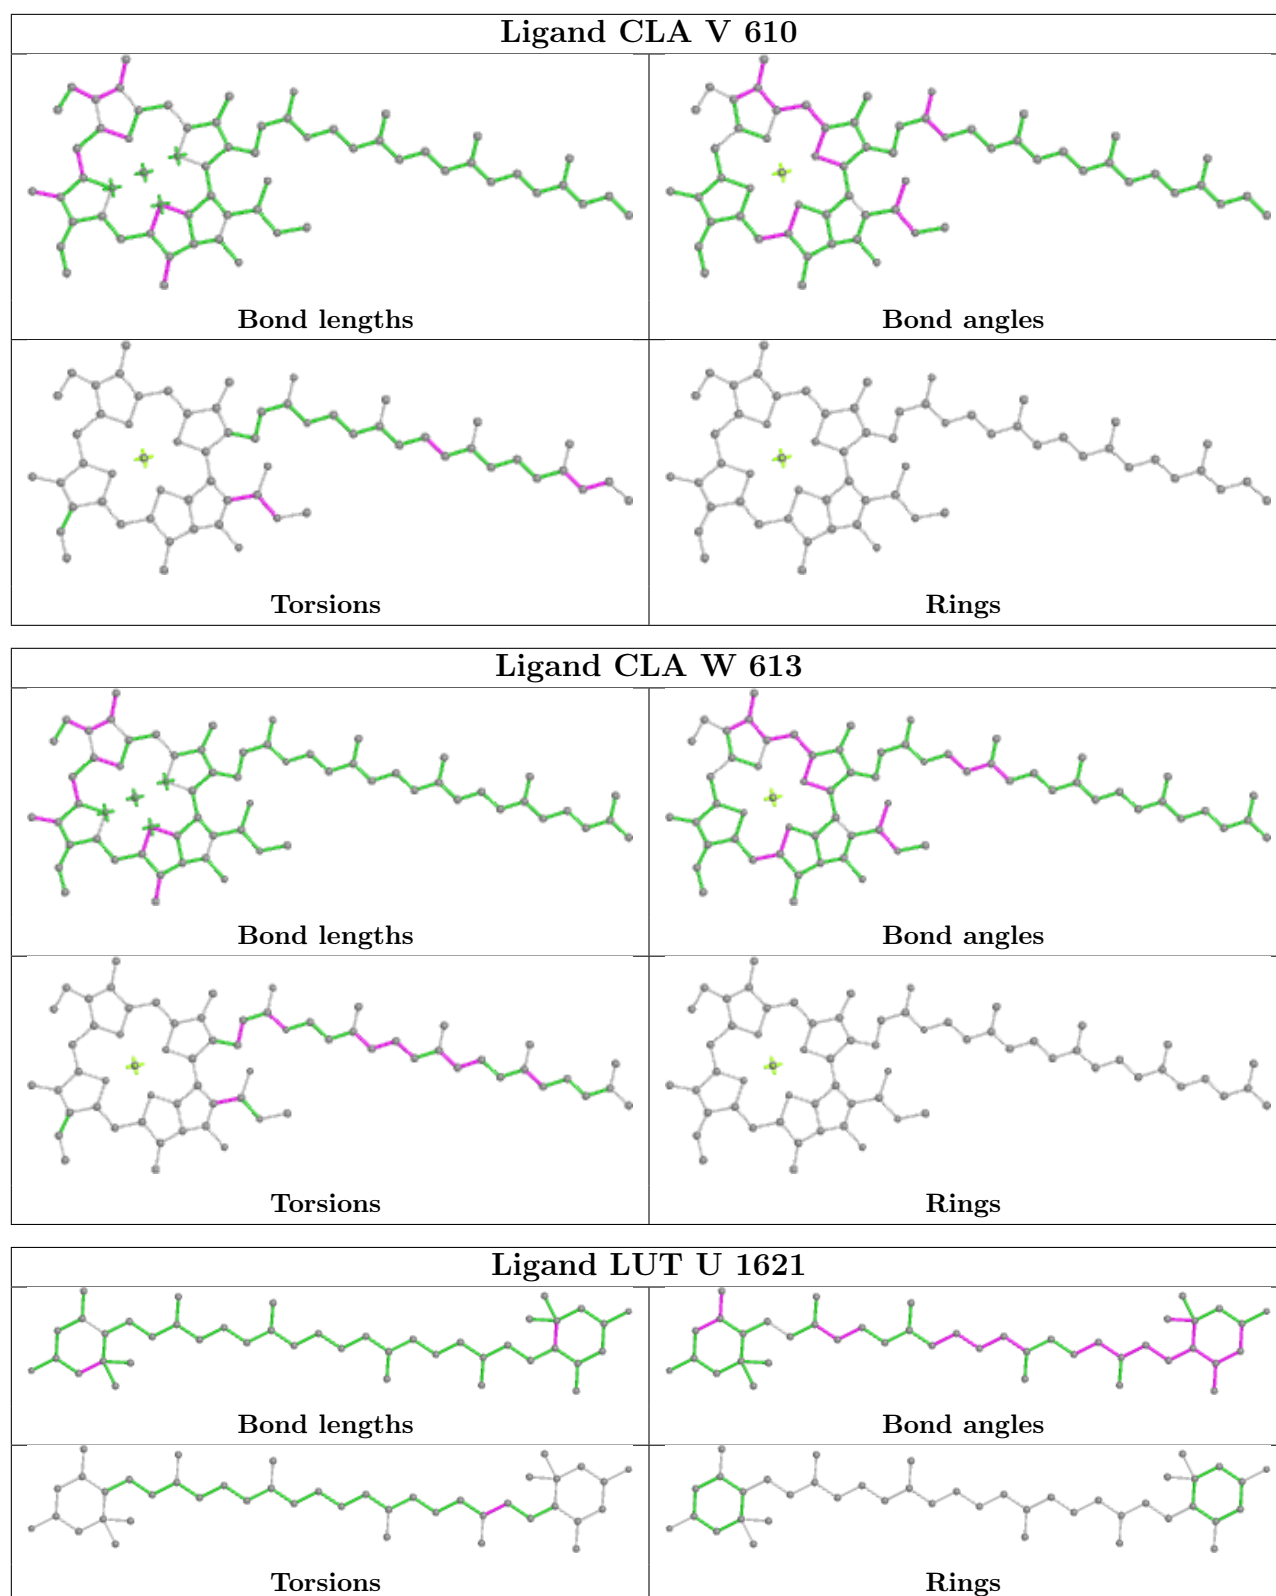 Ligand CLA V 610
Bond lengths
Bond angles
Torsions
Rings
Ligand CLA W 613
Bond lengths
Bond angles
Torsions
Rings
Ligand LUT U 1621
Bond lengths
Bond angles
Torsions
Rings